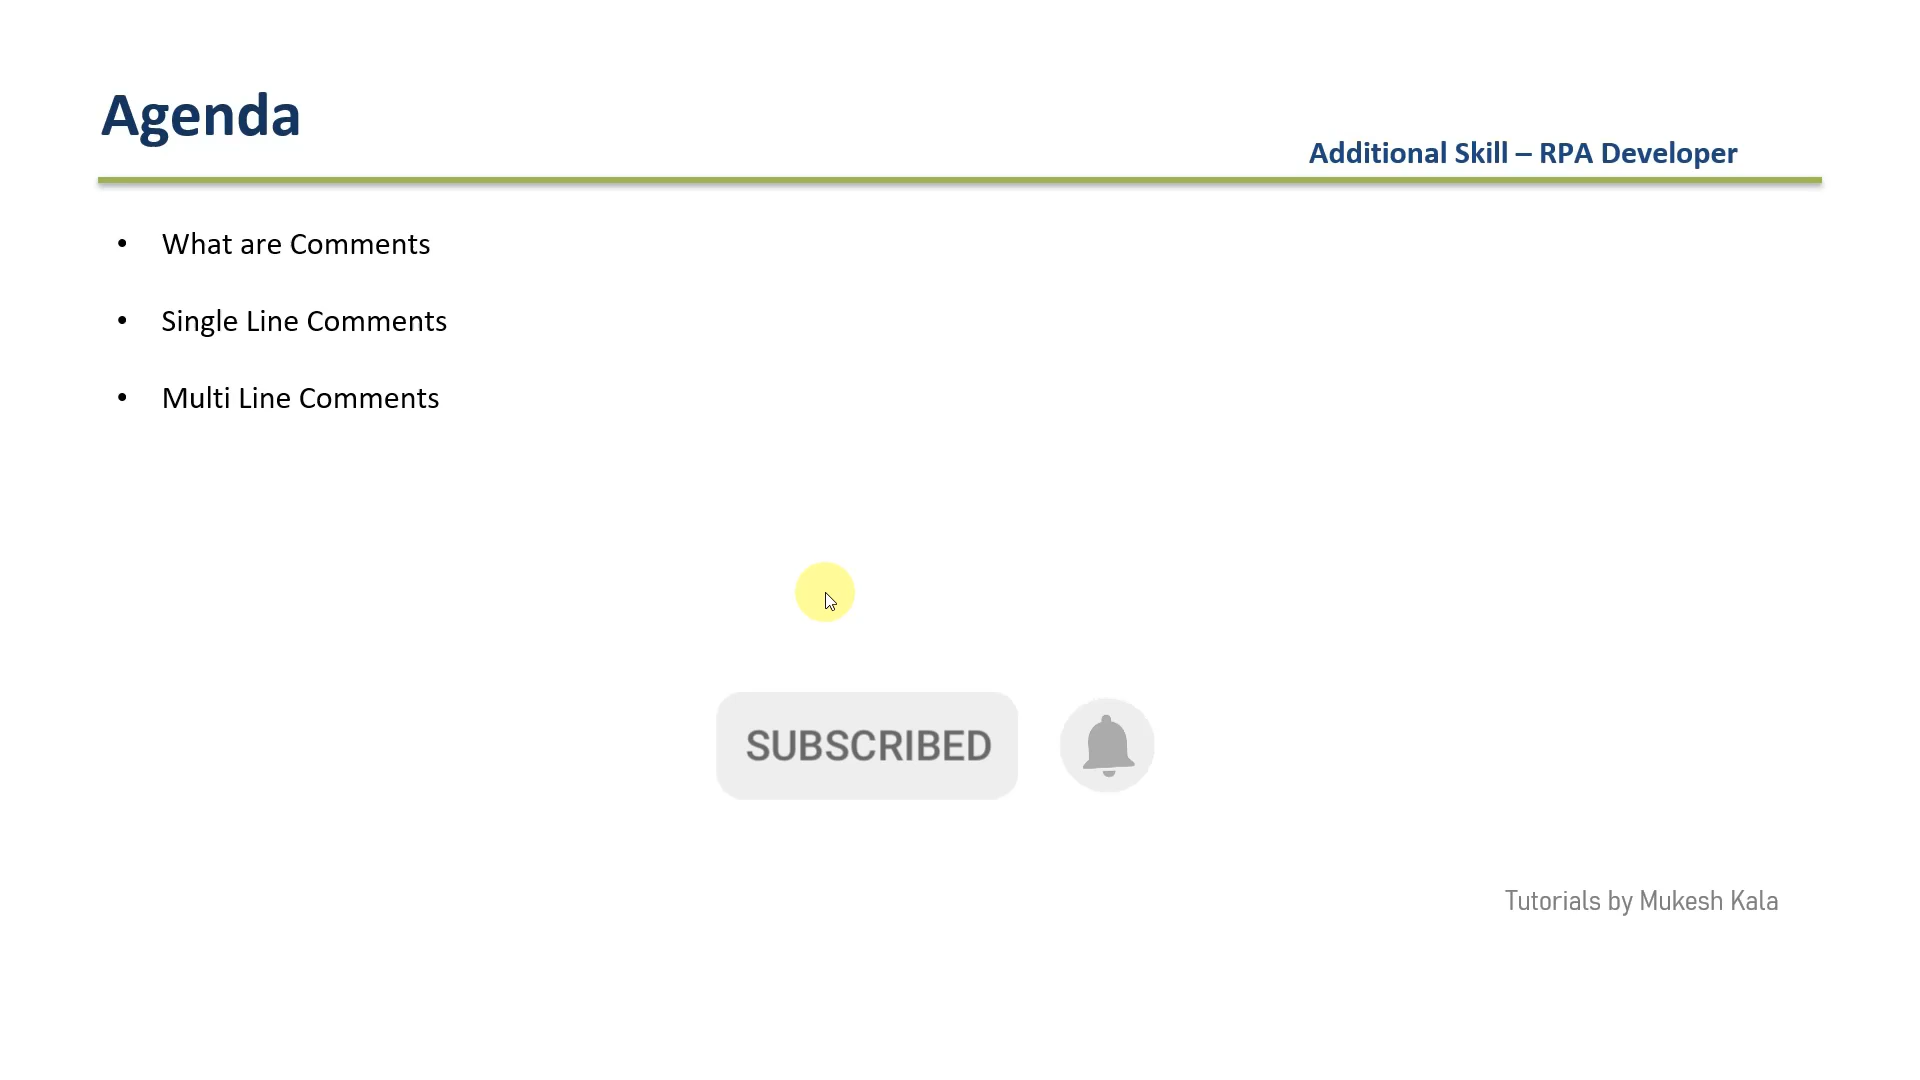 Agenda
Additional Skill – RPA Developer
• What are Comments
• Single Line Comments
• Multi Line Comments
SUBSCRIBED
Tutorials by Mukesh Kala